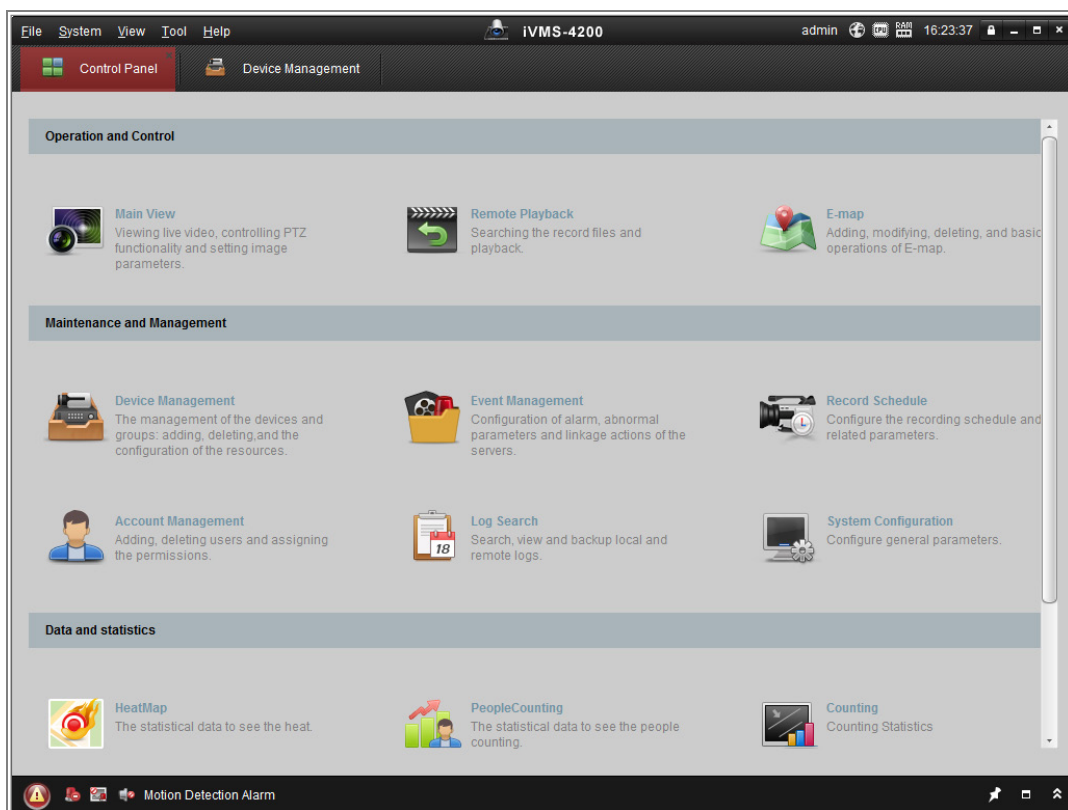 File System View Tool Help iVMS-4200 admin CPU RAM 16:23:37
Control Panel Device Management
Operation and Control
Main View
Viewing live video, controlling PTZ
functionality and setting image
parameters.
Remote Playback
Searching the record files and
playback.
E-map
Adding, modifying, deleting, and basic
operations of E-map.
Maintenance and Management
Device Management
The management of the devices and
groups: adding, deleting,and the
configuration of the resources.
Event Management
Configuration of alarm, abnormal
parameters and linkage actions of the
servers.
Record Schedule
Configure the recording schedule and
related parameters.
Account Management
Adding, deleting users and assigning
the permissions.
18
Log Search
Search, view and backup local and
remote logs.
System Configuration
Configure general parameters.
Data and statistics
HeatMap
The statistical data to see the heat.
PeopleCounting
The statistical data to see the people
counting.
Counting
Counting Statistics
Motion Detection Alarm